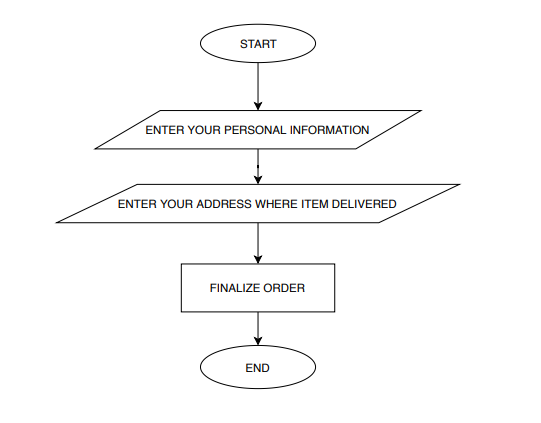 START
ENTER YOUR PERSONAL INFORMATION
ENTER YOUR ADDRESS WHERE ITEM DELIVERED
FINALIZE ORDER
END